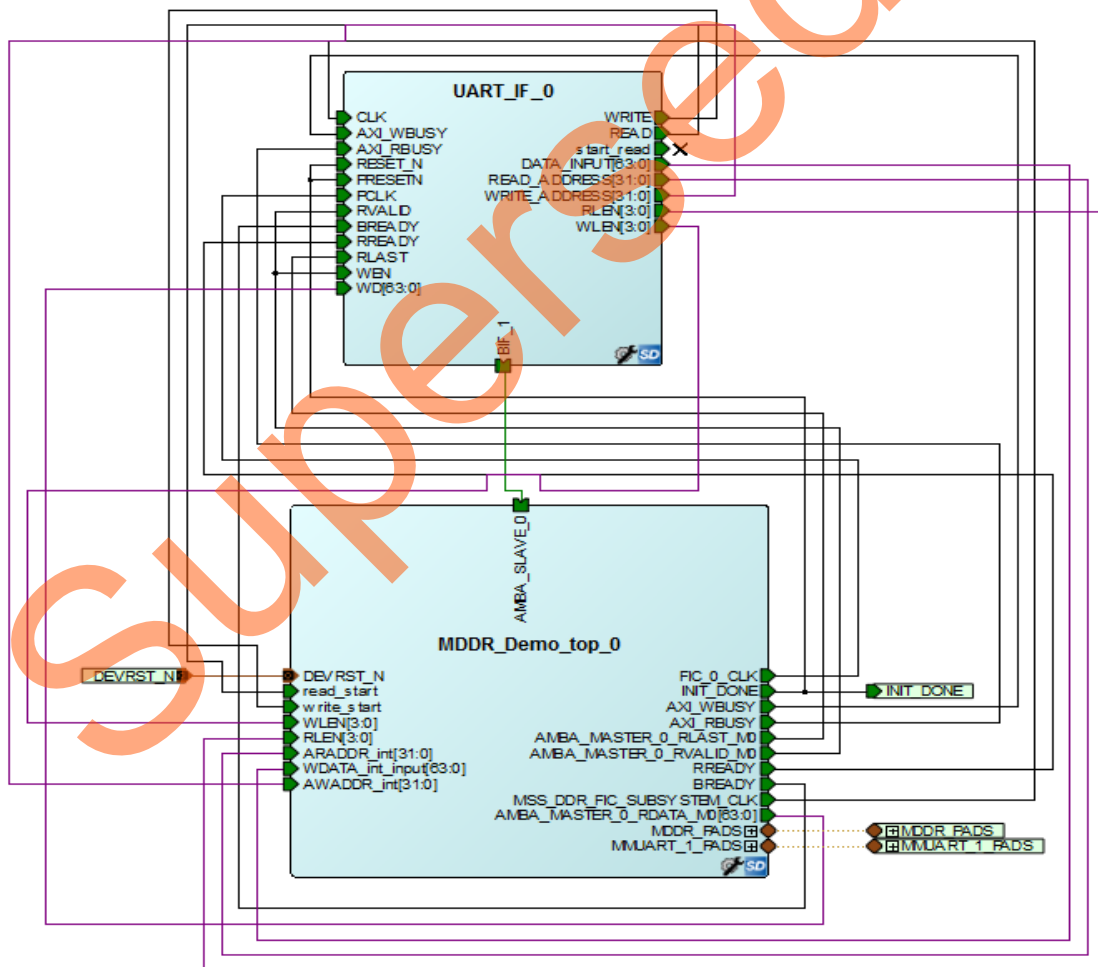 UART_IF_0
CLK
AXI_WBUSY
AXI_RBUSY
RESET_N
PRESETN
PCLK
RVALID
BREADY
RREADY
RLAST
WEN
WD[63:0]
WRITE
READ
start_read
DATA_INPUT[63:0]
READ_ADDRESS[31:0]
WRITE_ADDRESS[31:0]
RLEN[3:0]
WLEN[3:0]
BIF_1
SD
AMBA_SLAVE_0
MDDR_Demo_top_0
DEVRST_N
DEVRST_N
read_start
write_start
WLEN[3:0]
RLEN[3:0]
ARADDR_int[31:0]
WDATA_int_input[63:0]
AWADDR_int[31:0]
FIC_0_CLK
INIT_DONE
AXI_WBUSY
AXI_RBUSY
AMBA_MASTER_0_RLAST_M0
AMBA_MASTER_0_RVALID_M0
RREADY
BREADY
MSS_DDR_FIC_SUBSYSTEM_CLK
AMBA_MASTER_0_RDATA_M0[63:0]
MDDR_PADS
MMUART_1_PADS
INIT_DONE
MDDR_PADS
MMUART_1_PADS
SD
Supersed